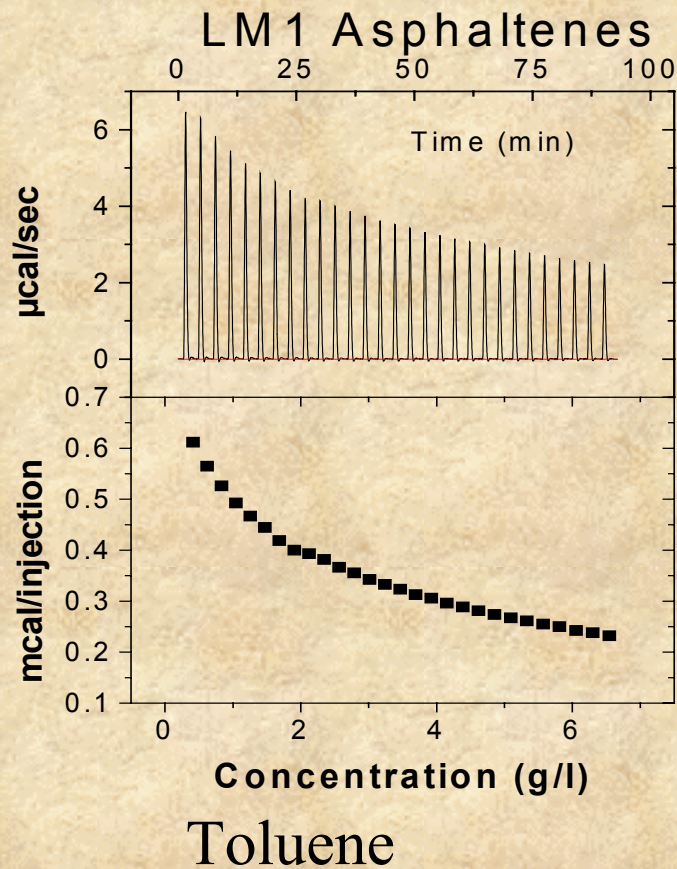 LM1 Asphaltenes
0 25 50 75 100
Time (min)
6
4
2
0
µcal/sec
0.7
0.6
0.5
0.4
0.3
0.2
0.1
mcal/injection
0 2 4 6
Concentration (g/l)
Toluene